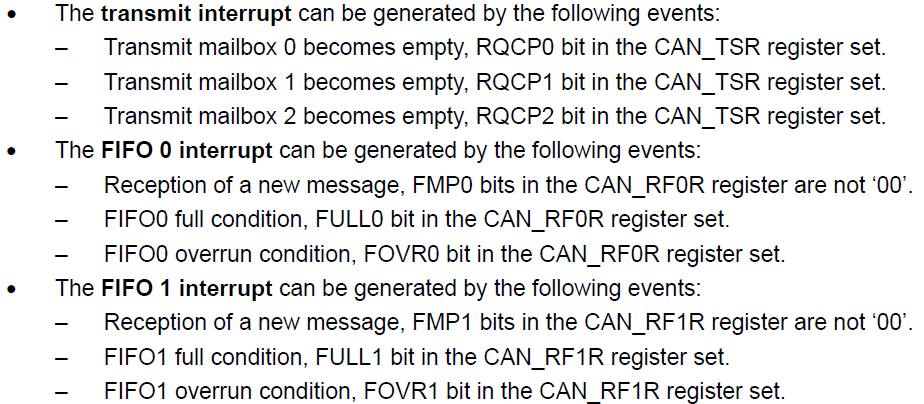 • The transmit interrupt can be generated by the following events:
– Transmit mailbox 0 becomes empty, RQCP0 bit in the CAN_TSR register set.
– Transmit mailbox 1 becomes empty, RQCP1 bit in the CAN_TSR register set.
– Transmit mailbox 2 becomes empty, RQCP2 bit in the CAN_TSR register set.
• The FIFO 0 interrupt can be generated by the following events:
– Reception of a new message, FMP0 bits in the CAN_RF0R register are not ‘00’.
– FIFO0 full condition, FULL0 bit in the CAN_RF0R register set.
– FIFO0 overrun condition, FOVR0 bit in the CAN_RF0R register set.
• The FIFO 1 interrupt can be generated by the following events:
– Reception of a new message, FMP1 bits in the CAN_RF1R register are not ‘00’.
– FIFO1 full condition, FULL1 bit in the CAN_RF1R register set.
– FIFO1 overrun condition, FOVR1 bit in the CAN_RF1R register set.